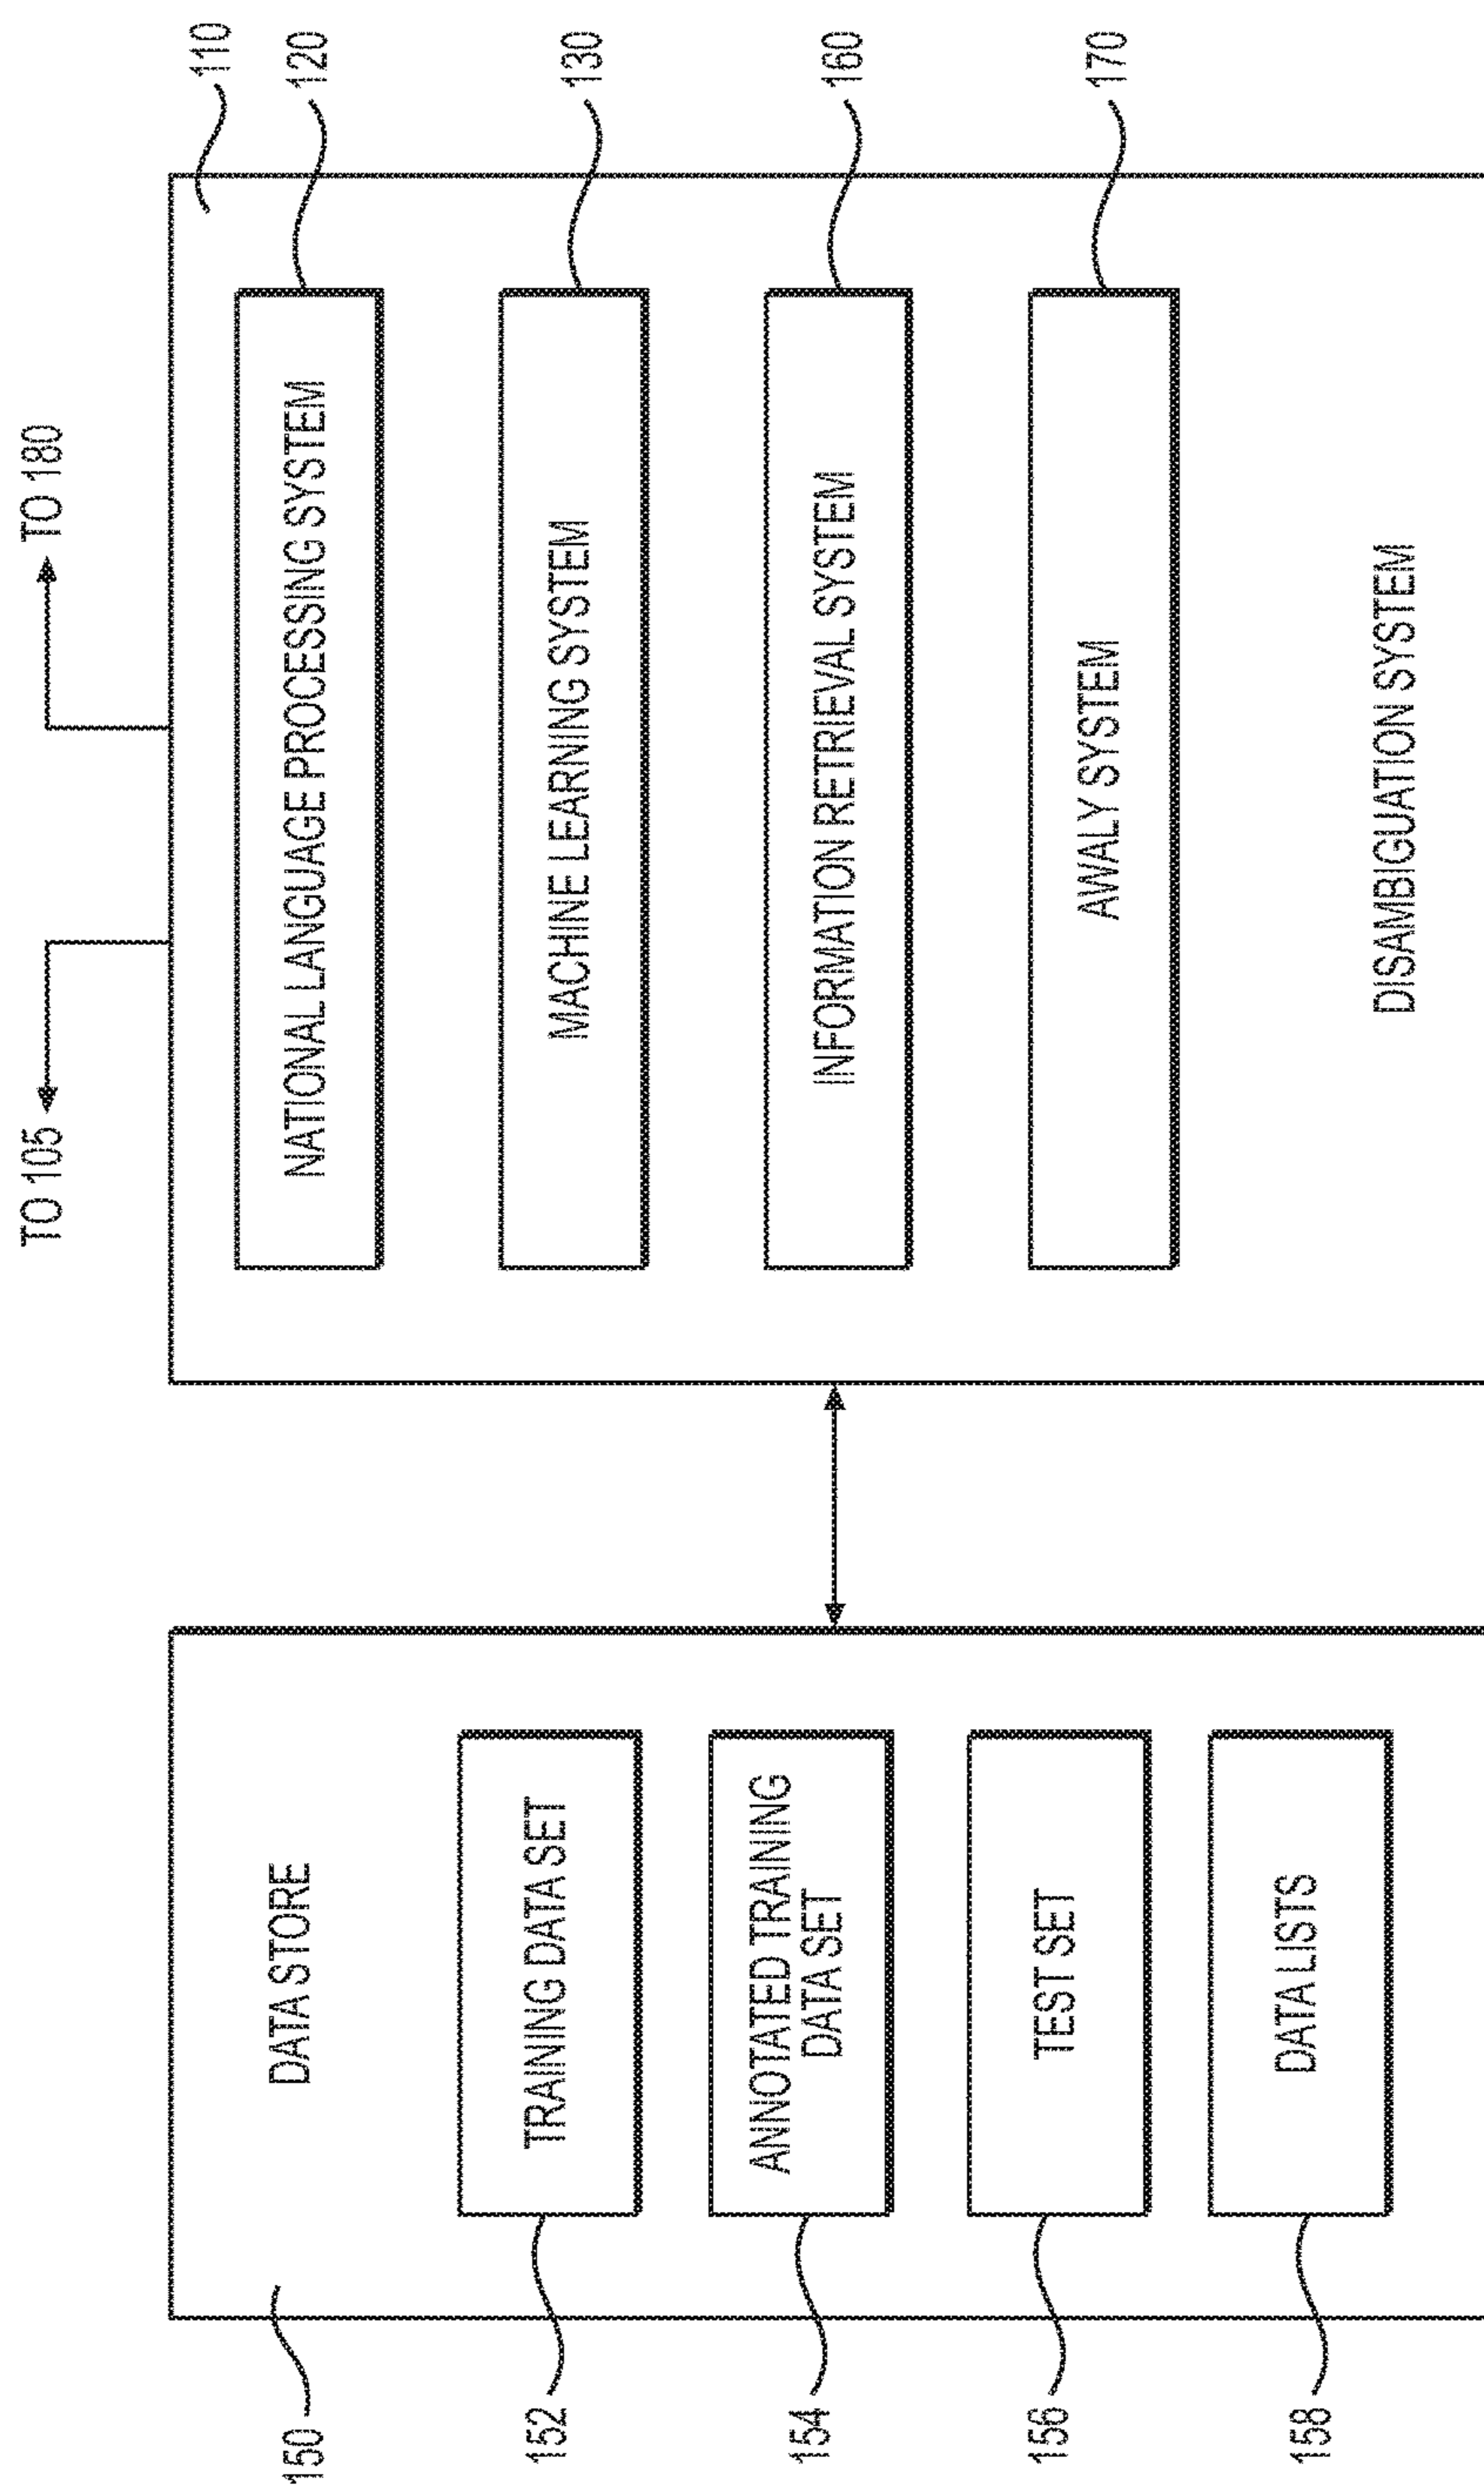 TO 105
TO 180
110
NATIONAL LANGUAGE PROCESSING SYSTEM
120
MACHINE LEARNING SYSTEM
130
INFORMATION RETRIEVAL SYSTEM
160
AWALY SYSTEM
170
DISAMBIGUATION SYSTEM
150
DATA STORE
152
TRAINING DATA SET
154
ANNOTATED TRAINING
DATA SET
156
TEST SET
158
DATA LISTS